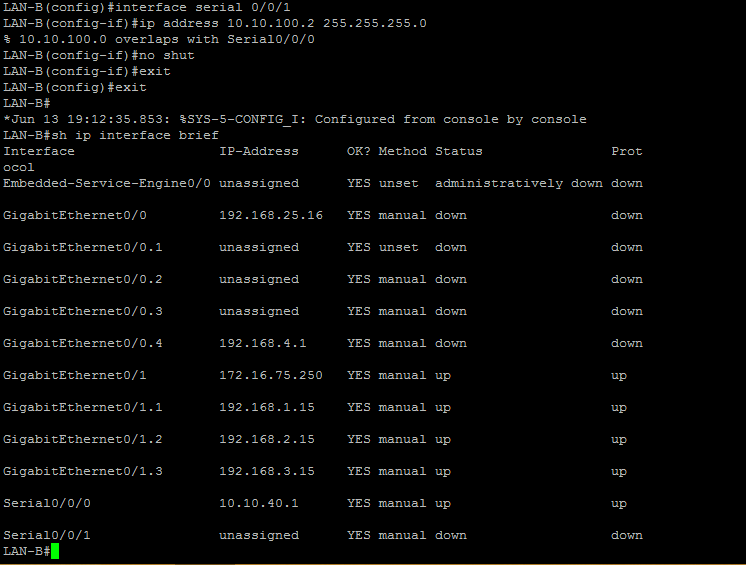 LAN-B(config)#interface serial 0/0/1
LAN-B(config-if)#ip address 10.10.100.2 255.255.255.0
% 10.10.100.0 overlaps with Serial0/0/0
LAN-B(config-if)#no shut
LAN-B(config-if)#exit
LAN-B(config)#exit
LAN-B#
*Jun 13 19:12:35.853: %SYS-5-CONFIG_I: Configured from console by console
LAN-B#sh ip interface brief
Interface                  IP-Address      OK? Method Status                Prot
ocol
Embedded-Service-Engine0/0 unassigned      YES unset  administratively down down
GigabitEthernet0/0         192.168.25.16   YES manual down                  down
GigabitEthernet0/0.1       unassigned      YES unset  down                  down
GigabitEthernet0/0.2       unassigned      YES manual down                  down
GigabitEthernet0/0.3       unassigned      YES manual down                  down
GigabitEthernet0/0.4       192.168.4.1     YES manual down                  down
GigabitEthernet0/1         172.16.75.250   YES manual up                    up
GigabitEthernet0/1.1       192.168.1.15    YES manual up                    up
GigabitEthernet0/1.2       192.168.2.15    YES manual up                    up
GigabitEthernet0/1.3       192.168.3.15    YES manual up                    up
Serial0/0/0                10.10.40.1      YES manual up                    up
Serial0/0/1                unassigned      YES manual down                  down
LAN-B#